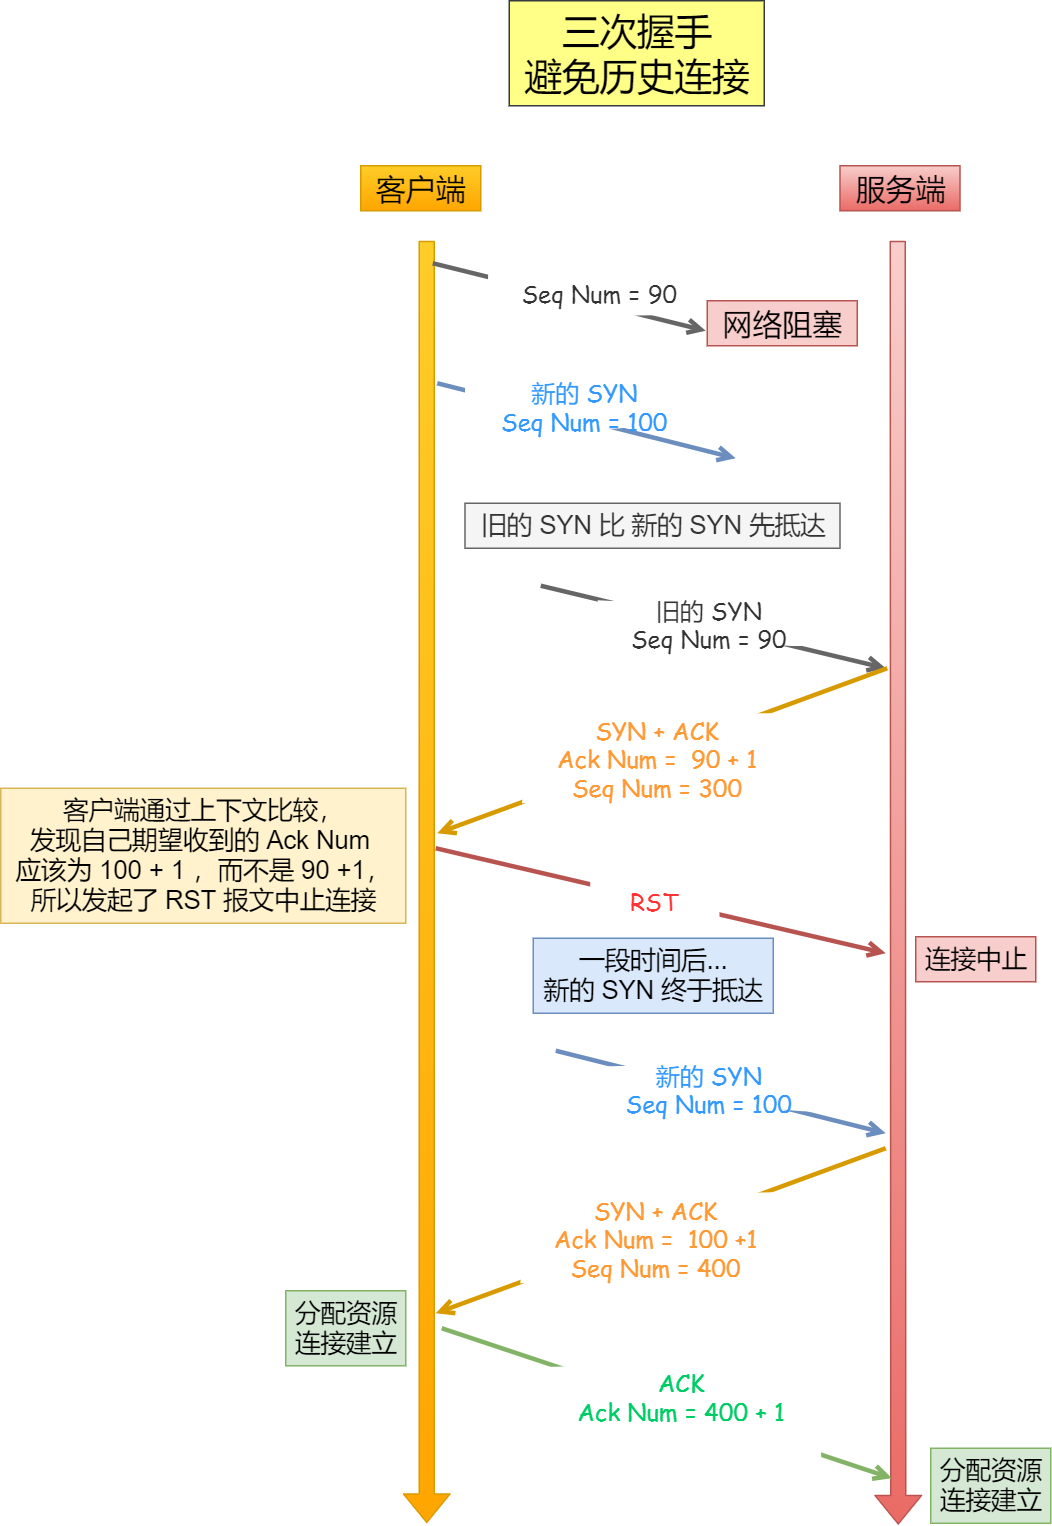 三次握手
避免历史连接
客户端
服务端
Seq Num = 90
网络阻塞
新的 SYN
Seq Num = 100
旧的 SYN 比 新的 SYN 先抵达
旧的 SYN
Seq Num = 90
SYN + ACK
Ack Num = 90 + 1
Seq Num = 300
客户端通过上下文比较，
发现自己期望收到的 Ack Num
应该为 100 + 1 ，而不是 90 +1，
所以发起了 RST 报文中止连接
RST
连接中止
一段时间后...
新的 SYN 终于抵达
新的 SYN
Seq Num = 100
SYN + ACK
Ack Num = 100 +1
Seq Num = 400
分配资源
连接建立
ACK
Ack Num = 400 + 1
分配资源
连接建立